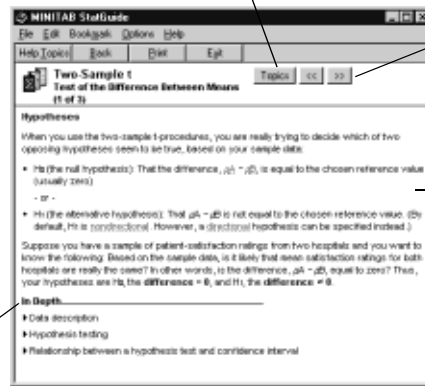 MINITAB StatGuide
File Edit Bookmark Options Help
Help Topics Back Print Exit
Two-Sample t
Test of the Difference Between Means
(1 of 3)
Topics << >>
Hypotheses
When you use the two-sample t-procedures, you are really trying to decide which of two
opposing hypotheses seem to be true, based on your sample data:
• H0 (the null hypothesis): That the difference, μA − μB, is equal to the chosen reference value
(usually zero)
- or -
• H1 (the alternative hypothesis): That μA − μB is not equal to the chosen reference value. (By
default, H1 is nondirectional. However, a directional hypothesis can be specified instead.)
Suppose you have a sample of patient-satisfaction ratings from two hospitals and you want to
know the following: Based on the sample data, is it likely that mean satisfaction ratings for both
hospitals are really the same? In other words, is the difference, μA − μB, equal to zero? Thus,
your hypotheses are H0, the difference = 0, and H1, the difference ≠ 0.
In Depth
Data description
Hypothesis testing
Relationship between a hypothesis test and confidence interval